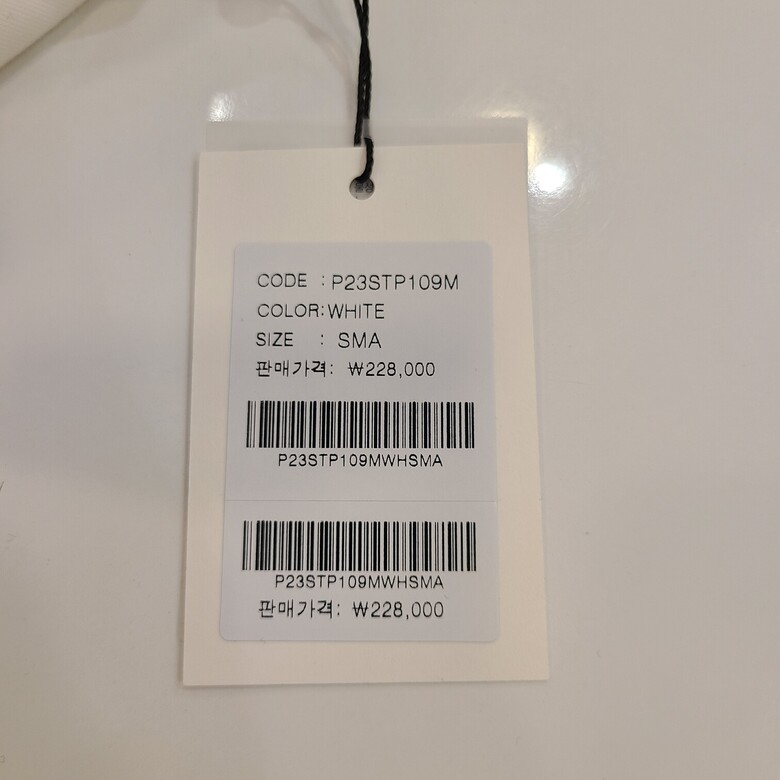 CODE : P23STP109M
COLOR:WHITE
SIZE : SMA
판매가격: ₩228,000
P23STP109MWHSMA
P23STP109MWHSMA
판매가격: ₩228,000